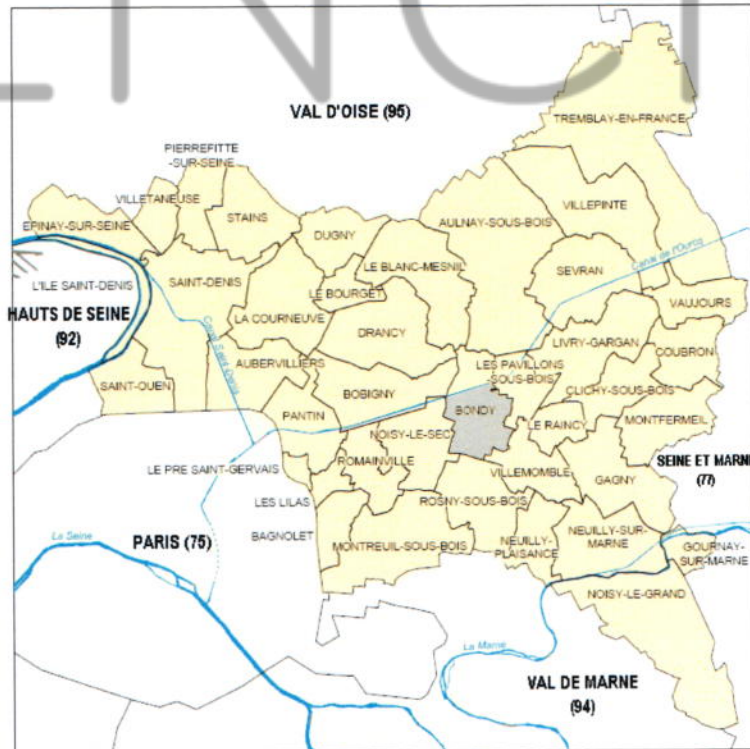 ENCI
VAL D'OISE (95)
TREMBLAY-EN-FRANCE
PIERREFITTE
-SUR-SEINE
VILLETANEUSE
EPINAY-SUR-SEINE
STAINS
DUGNY
AULNAY-SOUS-BOIS
VILLEPINTE
L'ILE SAINT-DENIS
SAINT-DENIS
LE BLANC-MESNIL
SEVRAN
Canal de l'Ourcq
LE BOURGET
VAUJOURS
HAUTS DE SEINE
(92)
LA COURNEUVE
DRANCY
LIVRY-GARGAN
COUBRON
Canal Saint-Denis
AUBERVILLIERS
LES PAVILLONS
-SOUS-BOIS
SAINT-OUEN
BOBIGNY
CLICHY-SOUS-BOIS
PANTIN
BONDY
LE RAINCY
MONTFERMEIL
NOISY-LE-SEC
LE PRE SAINT-GERVAIS
ROMAINVILLE
VILLEMOMBLE
GAGNY
SEINE ET MARNE
(77)
LES LILAS
ROSNY-SOUS-BOIS
La Seine
PARIS (75)
BAGNOLET
MONTREUIL-SOUS-BOIS
NEUILLY-
PLAISANCE
NEUILLY-SUR-
MARNE
GOURNAY-
SUR-MARNE
NOISY-LE-GRAND
La Marne
VAL DE MARNE
(94)